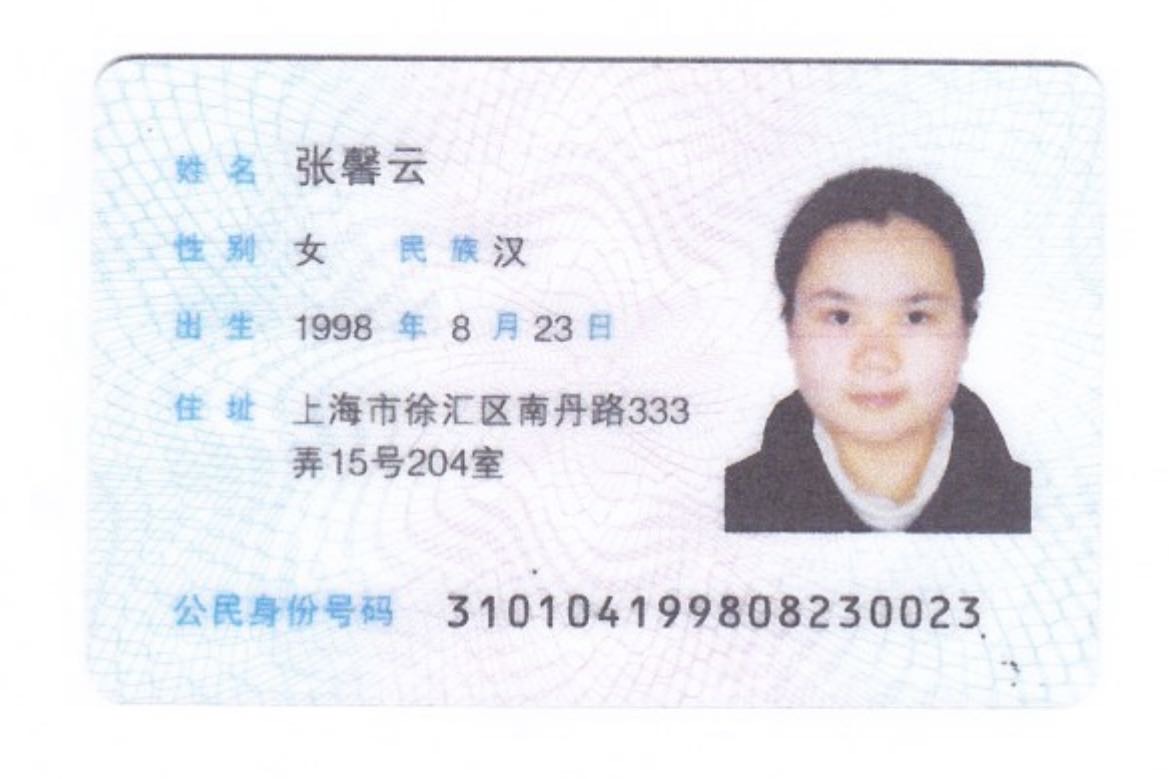 姓名 张馨云
性别 女 民族 汉
出生 1998 年 8 月 23 日
住址 上海市徐汇区南丹路333
弄15号204室
公民身份号码 310104199808230023